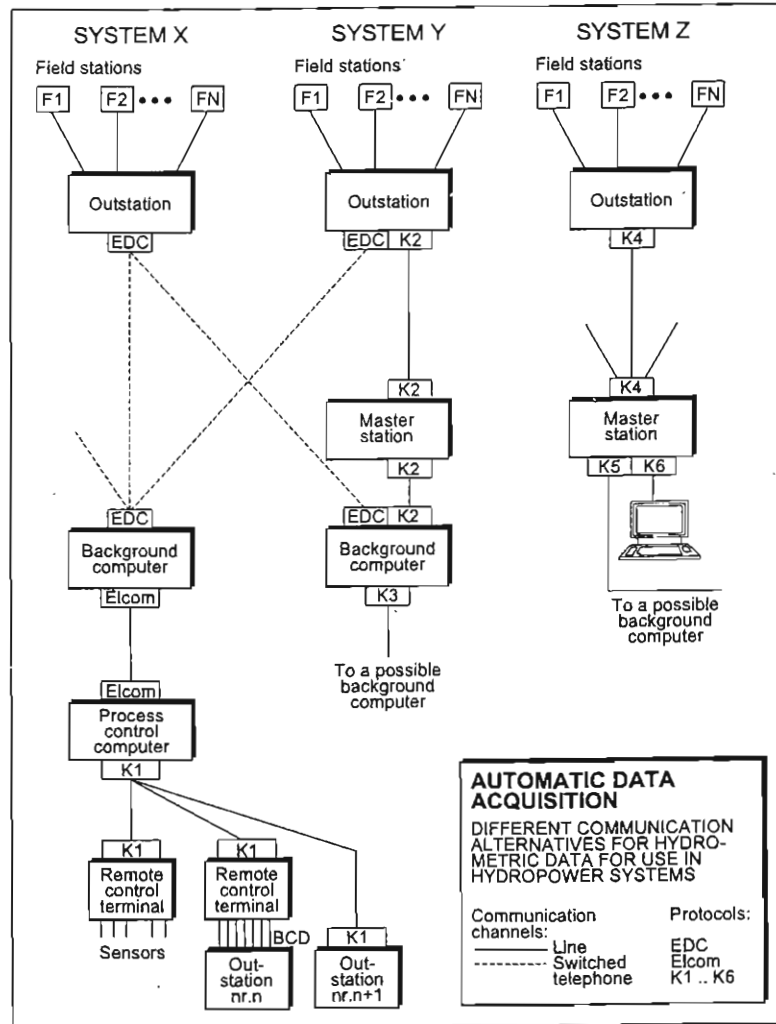 SYSTEM X
Field stations
F1 F2 ••• FN
Outstation
EDC
EDC
Background
computer
Elcom
Elcom
Process
control
computer
K1
K1
Remote
control
terminal
Sensors
K1
Remote
control
terminal
BCD
Out-
station
nr.n
K1
Out-
station
nr.n+1
SYSTEM Y
Field stations
F1 F2 ••• FN
Outstation
EDC K2
K2
Master
station
K2
EDC K2
Background
computer
K3
To a possible
background
computer
SYSTEM Z
Field stations
F1 F2 ••• FN
Outstation
K4
K4
Master
station
K5 K6
To a possible
background
computer
AUTOMATIC DATA
ACQUISITION
DIFFERENT COMMUNICATION
ALTERNATIVES FOR HYDRO-
METRIC DATA FOR USE IN
HYDROPOWER SYSTEMS
Communication
channels:
Line
Switched
telephone
Protocols:
EDC
Elcom
K1 .. K6